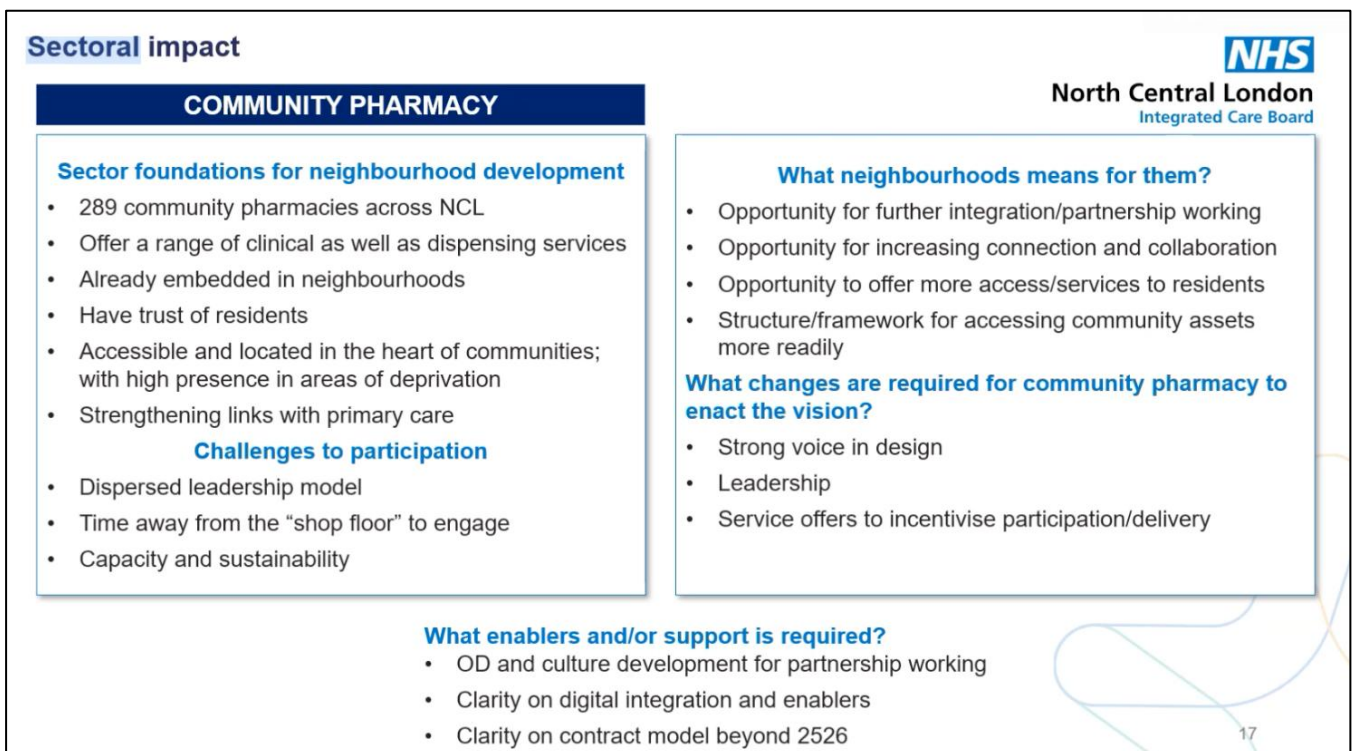 Sectoral impact
NHS
North Central London
Integrated Care Board
COMMUNITY PHARMACY
Sector foundations for neighbourhood development
• 289 community pharmacies across NCL
• Offer a range of clinical as well as dispensing services
• Already embedded in neighbourhoods
• Have trust of residents
• Accessible and located in the heart of communities;
with high presence in areas of deprivation
• Strengthening links with primary care
Challenges to participation
• Dispersed leadership model
• Time away from the “shop floor” to engage
• Capacity and sustainability
What neighbourhoods means for them?
• Opportunity for further integration/partnership working
• Opportunity for increasing connection and collaboration
• Opportunity to offer more access/services to residents
• Structure/framework for accessing community assets
more readily
What changes are required for community pharmacy to
enact the vision?
• Strong voice in design
• Leadership
• Service offers to incentivise participation/delivery
What enablers and/or support is required?
• OD and culture development for partnership working
• Clarity on digital integration and enablers
• Clarity on contract model beyond 2526
17